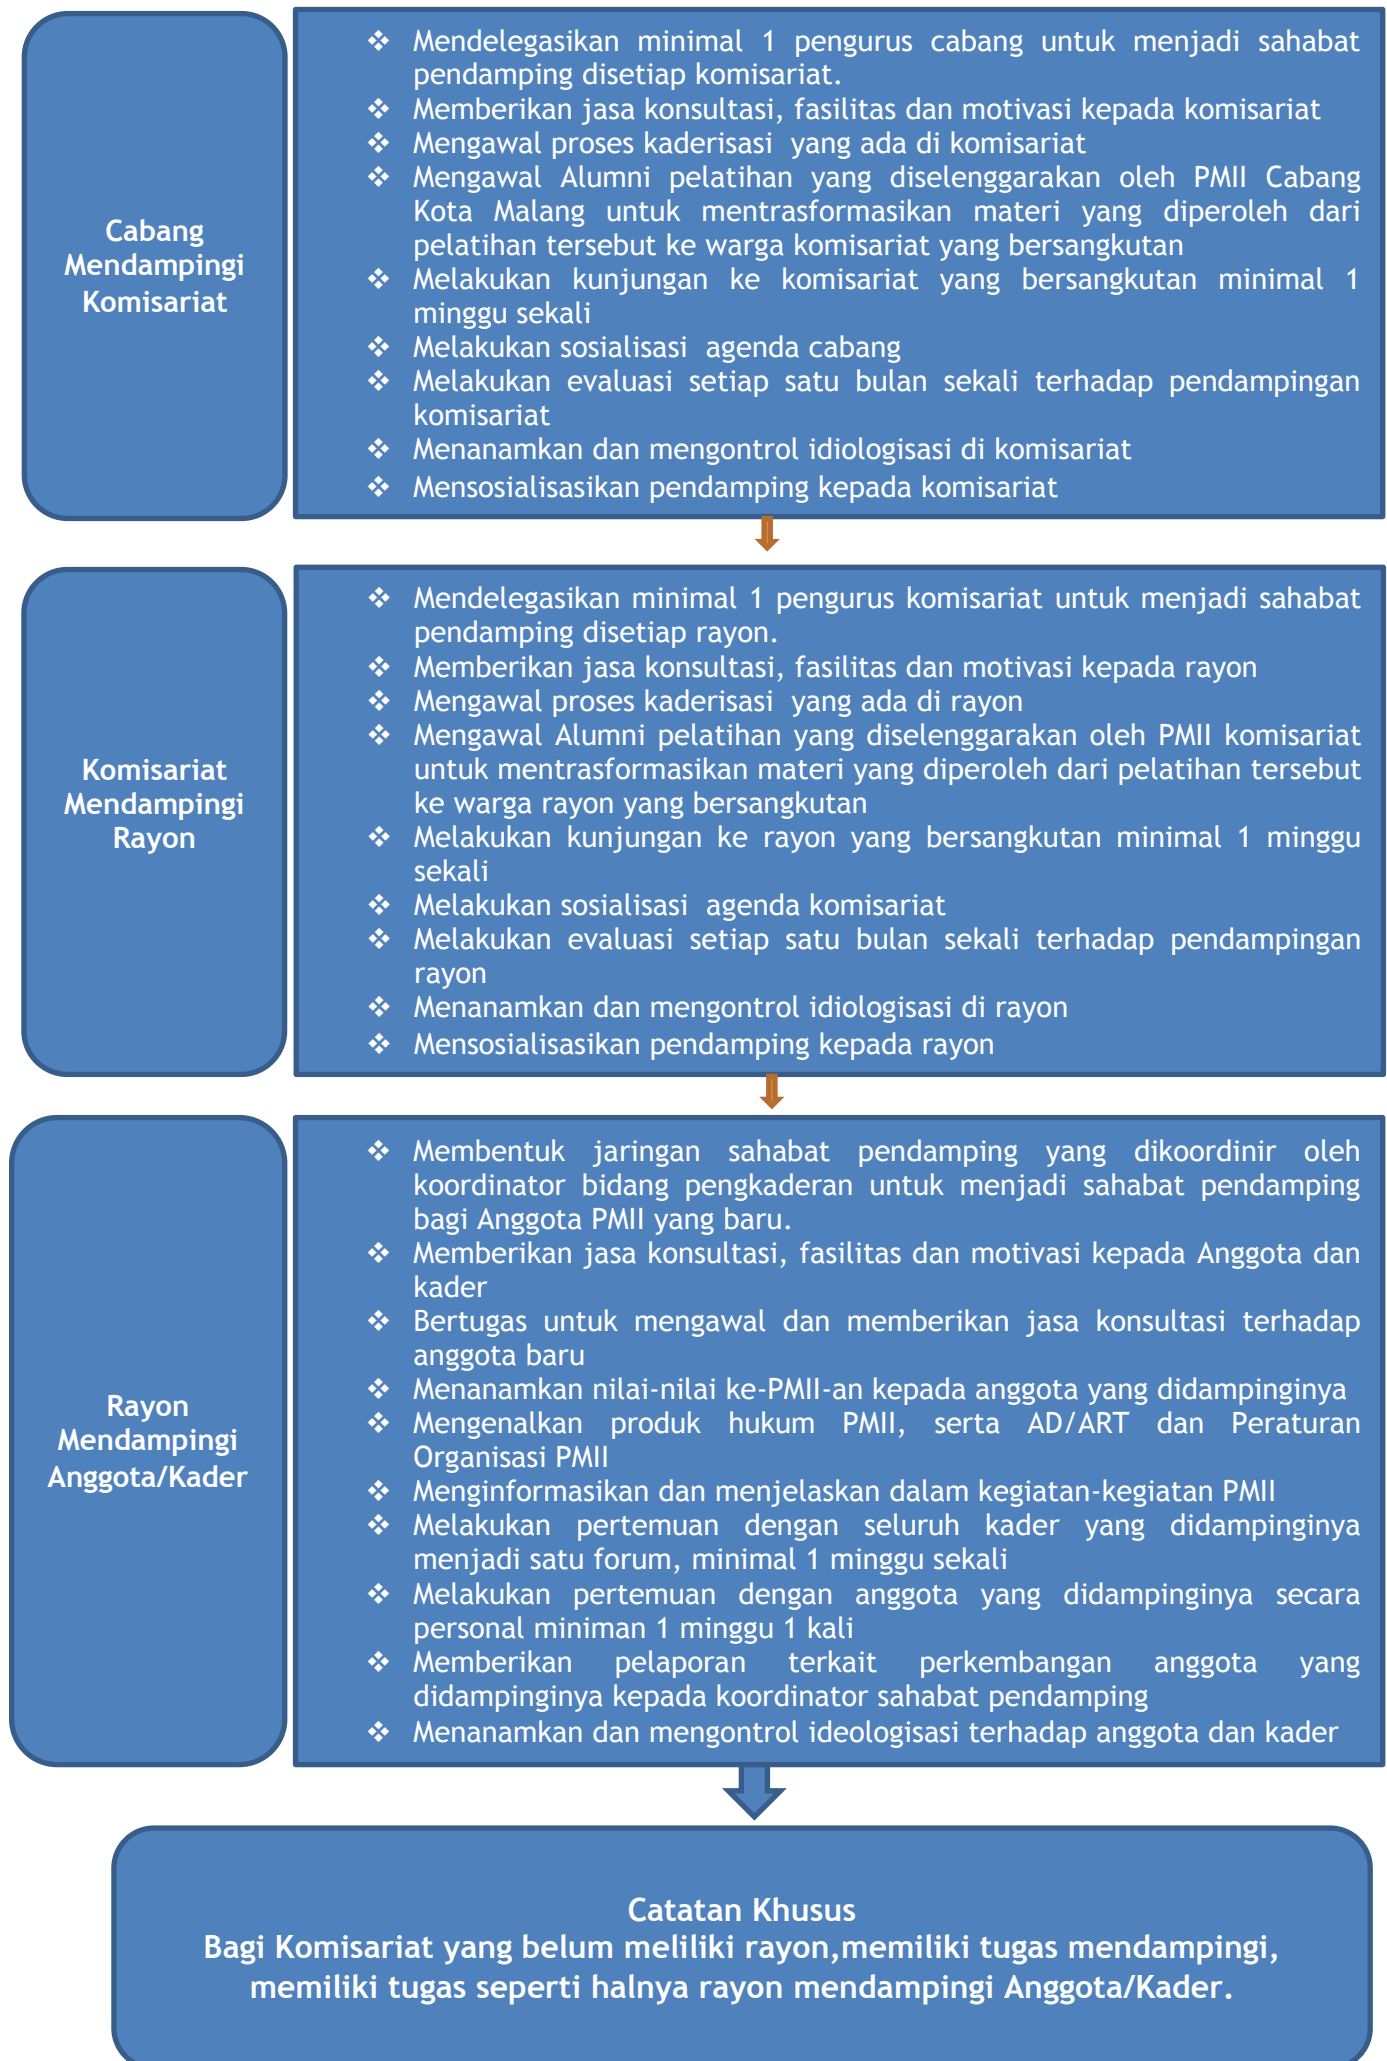 Cabang
Mendampingi
Komisariat
❖ Mendelegasikan minimal 1 pengurus cabang untuk menjadi sahabat
pendamping disetiap komisariat.
❖ Memberikan jasa konsultasi, fasilitas dan motivasi kepada komisariat
❖ Mengawal proses kaderisasi yang ada di komisariat
❖ Mengawal Alumni pelatihan yang diselenggarakan oleh PMII Cabang
Kota Malang untuk mentrasformasikan materi yang diperoleh dari
pelatihan tersebut ke warga komisariat yang bersangkutan
❖ Melakukan kunjungan ke komisariat yang bersangkutan minimal 1
minggu sekali
❖ Melakukan sosialisasi agenda cabang
❖ Melakukan evaluasi setiap satu bulan sekali terhadap pendampingan
komisariat
❖ Menanamkan dan mengontrol idiologisasi di komisariat
❖ Mensosialisasikan pendamping kepada komisariat
Komisariat
Mendampingi
Rayon
❖ Mendelegasikan minimal 1 pengurus komisariat untuk menjadi sahabat
pendamping disetiap rayon.
❖ Memberikan jasa konsultasi, fasilitas dan motivasi kepada rayon
❖ Mengawal proses kaderisasi yang ada di rayon
❖ Mengawal Alumni pelatihan yang diselenggarakan oleh PMII komisariat
untuk mentrasformasikan materi yang diperoleh dari pelatihan tersebut
ke warga rayon yang bersangkutan
❖ Melakukan kunjungan ke rayon yang bersangkutan minimal 1 minggu
sekali
❖ Melakukan sosialisasi agenda komisariat
❖ Melakukan evaluasi setiap satu bulan sekali terhadap pendampingan
rayon
❖ Menanamkan dan mengontrol idiologisasi di rayon
❖ Mensosialisasikan pendamping kepada rayon
Rayon
Mendampingi
Anggota/Kader
❖ Membentuk jaringan sahabat pendamping yang dikoordinir oleh
koordinator bidang pengkaderan untuk menjadi sahabat pendamping
bagi Anggota PMII yang baru.
❖ Memberikan jasa konsultasi, fasilitas dan motivasi kepada Anggota dan
kader
❖ Bertugas untuk mengawal dan memberikan jasa konsultasi terhadap
anggota baru
❖ Menanamkan nilai-nilai ke-PMII-an kepada anggota yang didampinginya
❖ Mengenalkan produk hukum PMII, serta AD/ART dan Peraturan
Organisasi PMII
❖ Menginformasikan dan menjelaskan dalam kegiatan-kegiatan PMII
❖ Melakukan pertemuan dengan seluruh kader yang didampinginya
menjadi satu forum, minimal 1 minggu sekali
❖ Melakukan pertemuan dengan anggota yang didampinginya secara
personal miniman 1 minggu 1 kali
❖ Memberikan pelaporan terkait perkembangan anggota yang
didampinginya kepada koordinator sahabat pendamping
❖ Menanamkan dan mengontrol ideologisasi terhadap anggota dan kader
Catatan Khusus
Bagi Komisariat yang belum meliliki rayon,memiliki tugas mendampingi,
memiliki tugas seperti halnya rayon mendampingi Anggota/Kader.